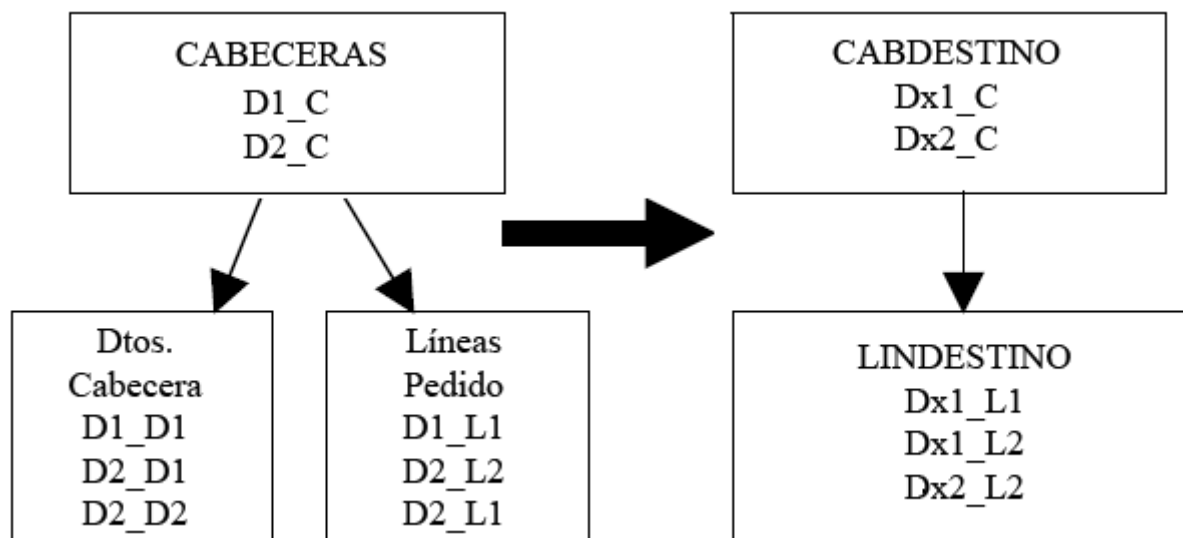 CABECERAS
D1_C
D2_C
CABDESTINO
Dx1_C
Dx2_C
Dtos.
Cabecera
D1_D1
D2_D1
D2_D2
Líneas
Pedido
D1_L1
D2_L2
D2_L1
LINDESTINO
Dx1_L1
Dx1_L2
Dx2_L2